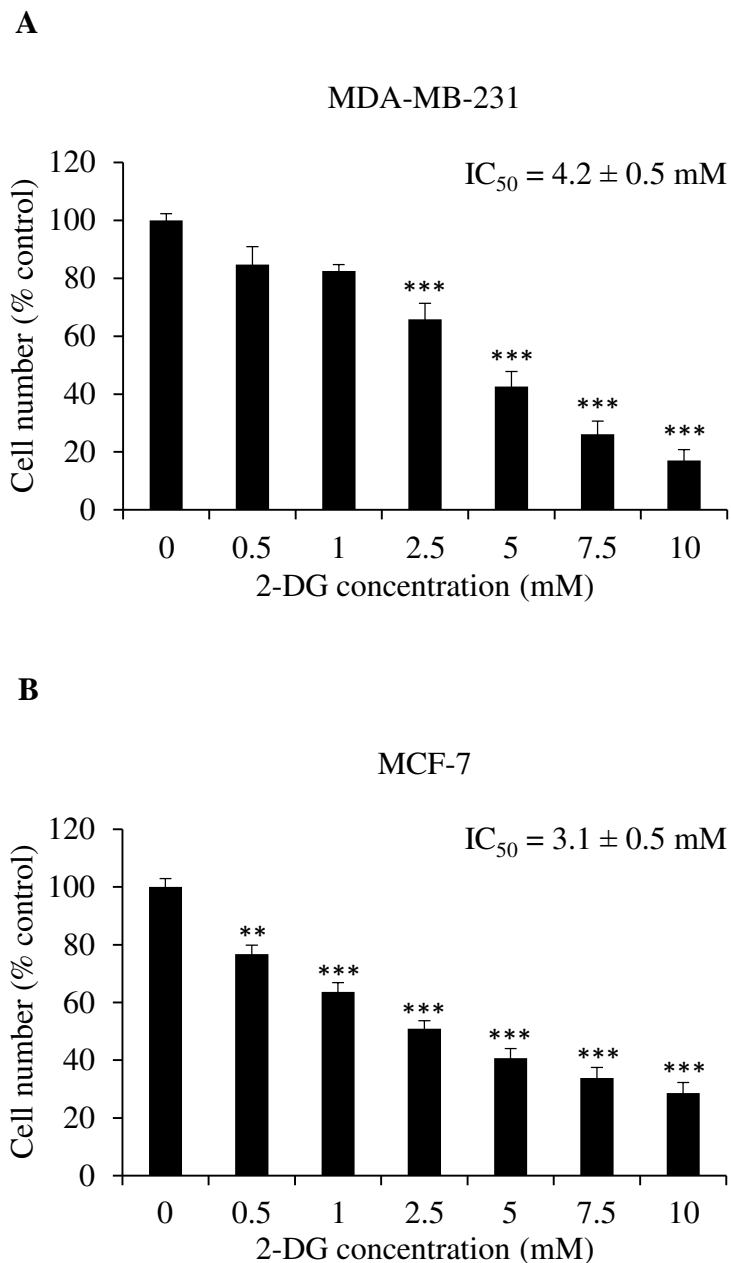 A
MDA-MB-231
IC50 = 4.2 ± 0.5 mM
Cell number (% control)
120
100
80
60
40
20
0
***
***
***
***
0 0.5 1 2.5 5 7.5 10
2-DG concentration (mM)
B
MCF-7
IC50 = 3.1 ± 0.5 mM
Cell number (% control)
120
100
80
60
40
20
0
**
***
***
***
***
***
0 0.5 1 2.5 5 7.5 10
2-DG concentration (mM)